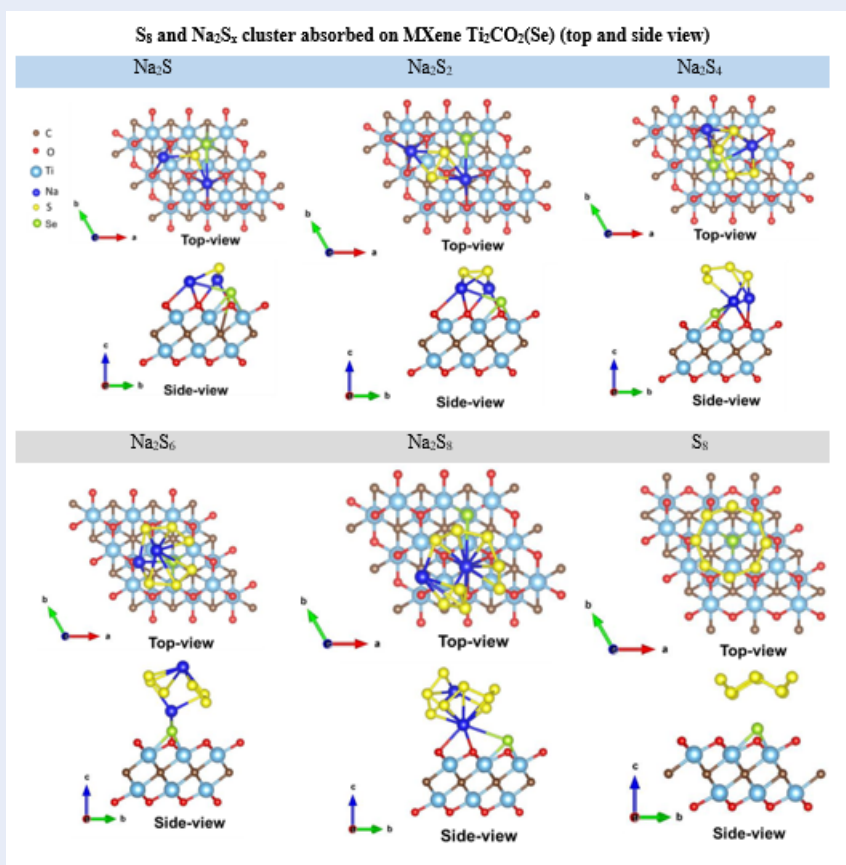 S₈ and Na₂Sₓ cluster absorbed on MXene Ti₂CO₂(Se) (top and side view)
Na₂S Na₂S₂ Na₂S₄
C
O
Ti
Na
S
Se
b a Top-view
b a Top-view
b a Top-view
c b Side-view
c b Side-view
c b Side-view
Na₂S₆ Na₂S₈ S₈
b a Top-view
b a Top-view
b a Top-view
c b Side-view
c b Side-view
c b Side-view